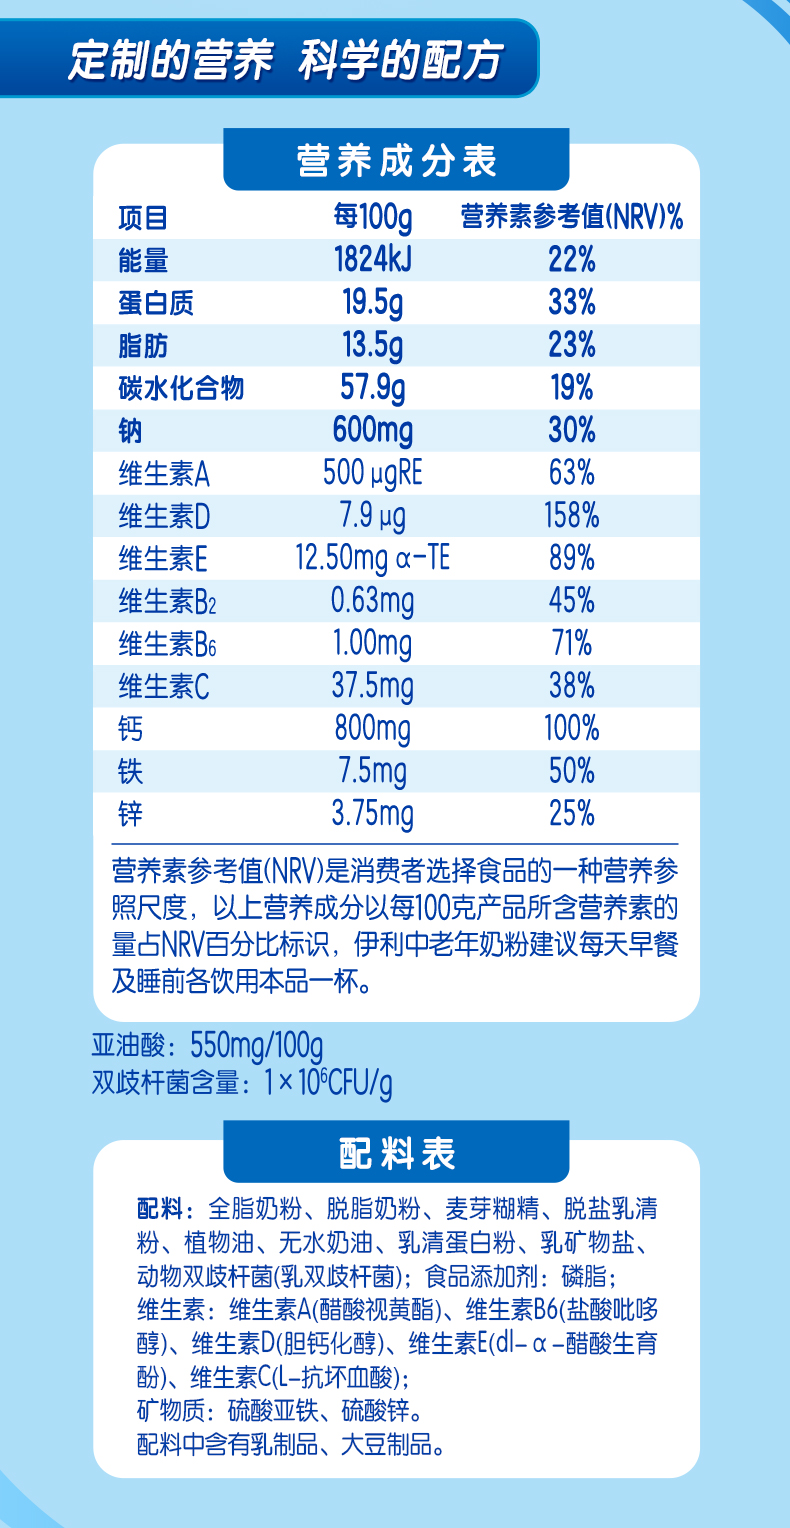 定制的营养 科学的配方
营养成分表
项目 每100g 营养素参考值(NRV)%
能量 1824kJ 22%
蛋白质 19.5g 33%
脂肪 13.5g 23%
碳水化合物 57.9g 19%
钠 600mg 30%
维生素A 500 μgRE 63%
维生素D 7.9 μg 158%
维生素E 12.50mg α-TE 89%
维生素B₂ 0.63mg 45%
维生素B₆ 1.00mg 71%
维生素C 37.5mg 38%
钙 800mg 100%
铁 7.5mg 50%
锌 3.75mg 25%
营养素参考值(NRV)是消费者选择食品的一种营养参
照尺度，以上营养成分以每100克产品所含营养素的
量占NRV百分比标识，伊利中老年奶粉建议每天早餐
及睡前各饮用本品一杯。
亚油酸：550mg/100g
双歧杆菌含量：1×10⁶CFU/g
配料表
配料：全脂奶粉、脱脂奶粉、麦芽糊精、脱盐乳清
粉、植物油、无水奶油、乳清蛋白粉、乳矿物盐、
动物双歧杆菌(乳双歧杆菌)；食品添加剂：磷脂；
维生素：维生素A(醋酸视黄酯)、维生素B6(盐酸吡哆
醇)、维生素D(胆钙化醇)、维生素E(dl-α-醋酸生育
酚)、维生素C(L-抗坏血酸)；
矿物质：硫酸亚铁、硫酸锌。
配料中含有乳制品、大豆制品。